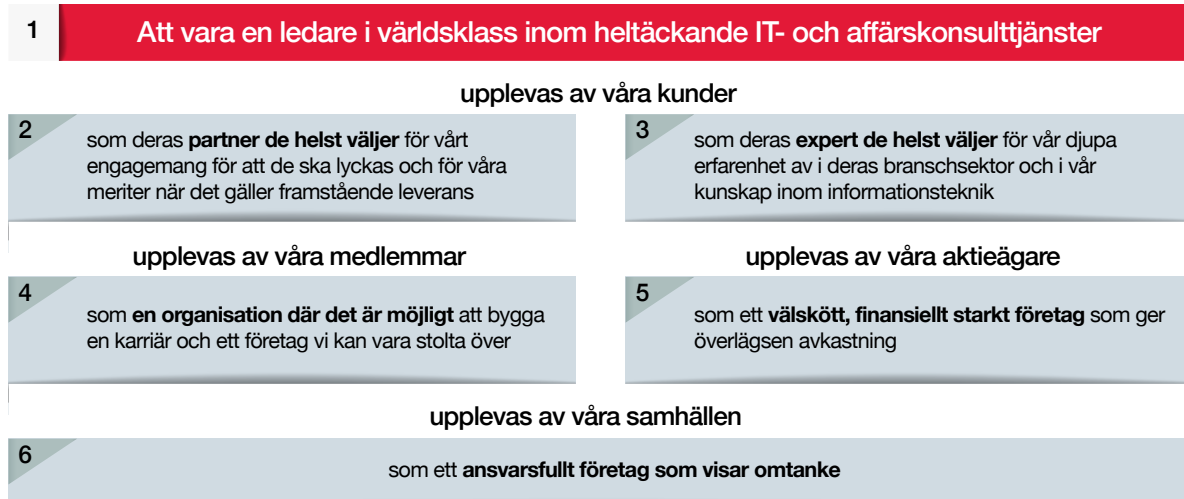 1
Att vara en ledare i världsklass inom heltäckande IT- och affärskonsulttjänster
upplevas av våra kunder
2
som deras partner de helst väljer för vårt
engagemang för att de ska lyckas och för våra
meriter när det gäller framstående leverans
3
som deras expert de helst väljer för vår djupa
erfarenhet av i deras branschsektor och i vår
kunskap inom informationsteknik
upplevas av våra medlemmar
4
som en organisation där det är möjligt att bygga
en karriär och ett företag vi kan vara stolta över
upplevas av våra aktieägare
5
som ett välskött, finansiellt starkt företag som ger
överlägsen avkastning
upplevas av våra samhällen
6
som ett ansvarsfullt företag som visar omtanke